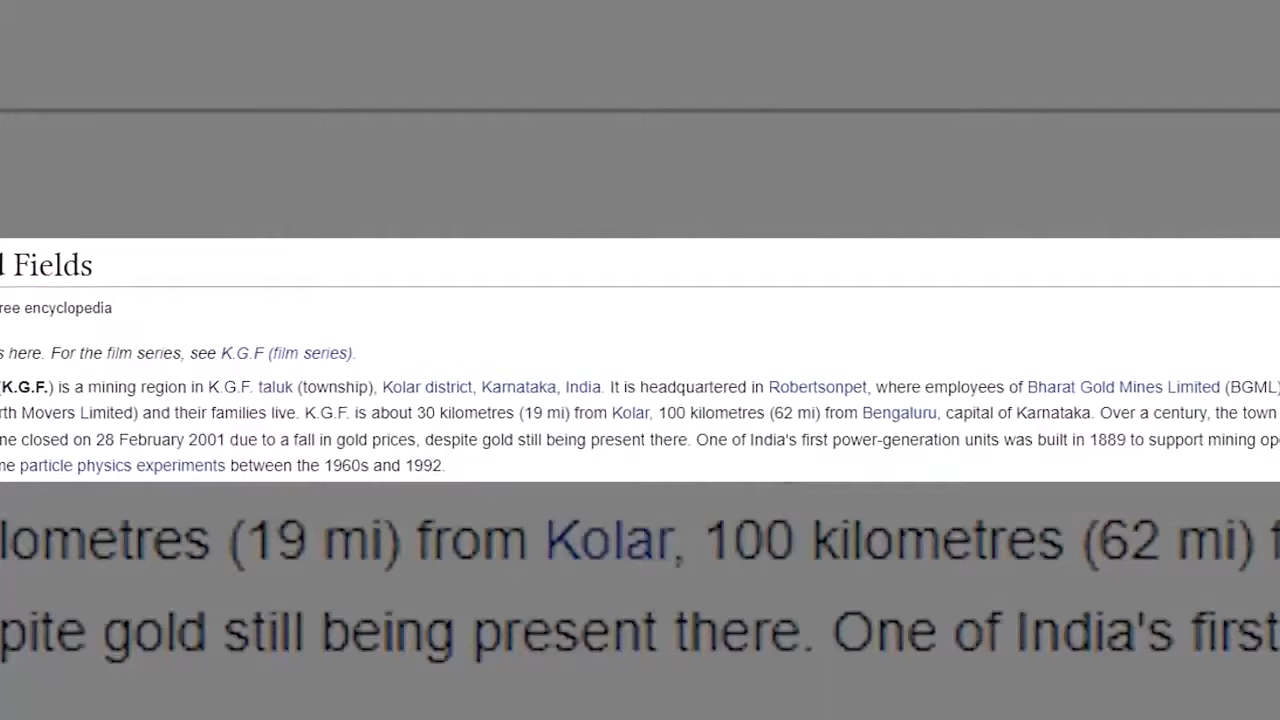 Fields
ree encyclopedia
s here. For the film series, see K.G.F (film series).
(K.G.F.) is a mining region in K.G.F. taluk (township), Kolar district, Karnataka, India. It is headquartered in Robertsonpet, where employees of Bharat Gold Mines Limited (BGML)
rth Movers Limited) and their families live. K.G.F. is about 30 kilometres (19 mi) from Kolar, 100 kilometres (62 mi) from Bengaluru, capital of Karnataka. Over a century, the town
ne closed on 28 February 2001 due to a fall in gold prices, despite gold still being present there. One of India's first power-generation units was built in 1889 to support mining op
me particle physics experiments between the 1960s and 1992.
lometres (19 mi) from Kolar, 100 kilometres (62 mi)
pite gold still being present there. One of India's first